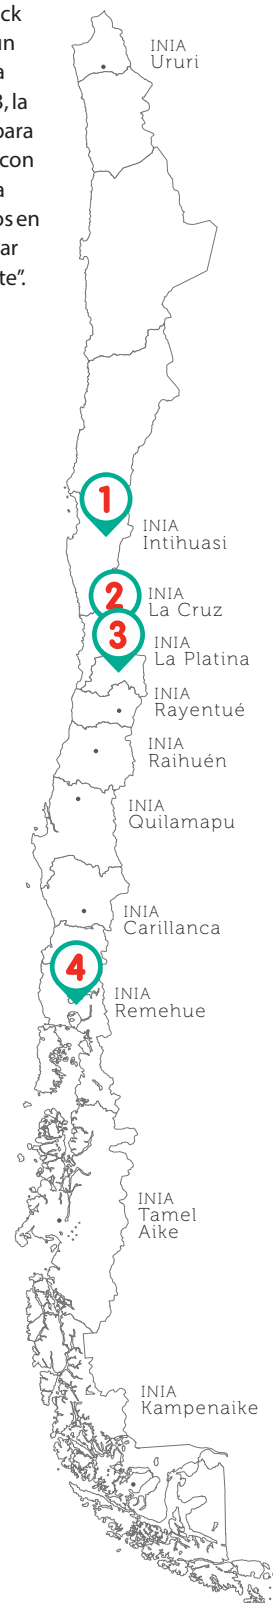 ck
un
a
3, la
para
con
a
os en
ar
te”.
INIA
Ururi
1
INIA
Intihuasi
2
INIA
La Cruz
3
INIA
La Platina
INIA
Rayentué
INIA
Raihuén
INIA
Quilamapu
INIA
Carillanca
4
INIA
Remehue
INIA
Tamel
Aike
INIA
Kampenaike